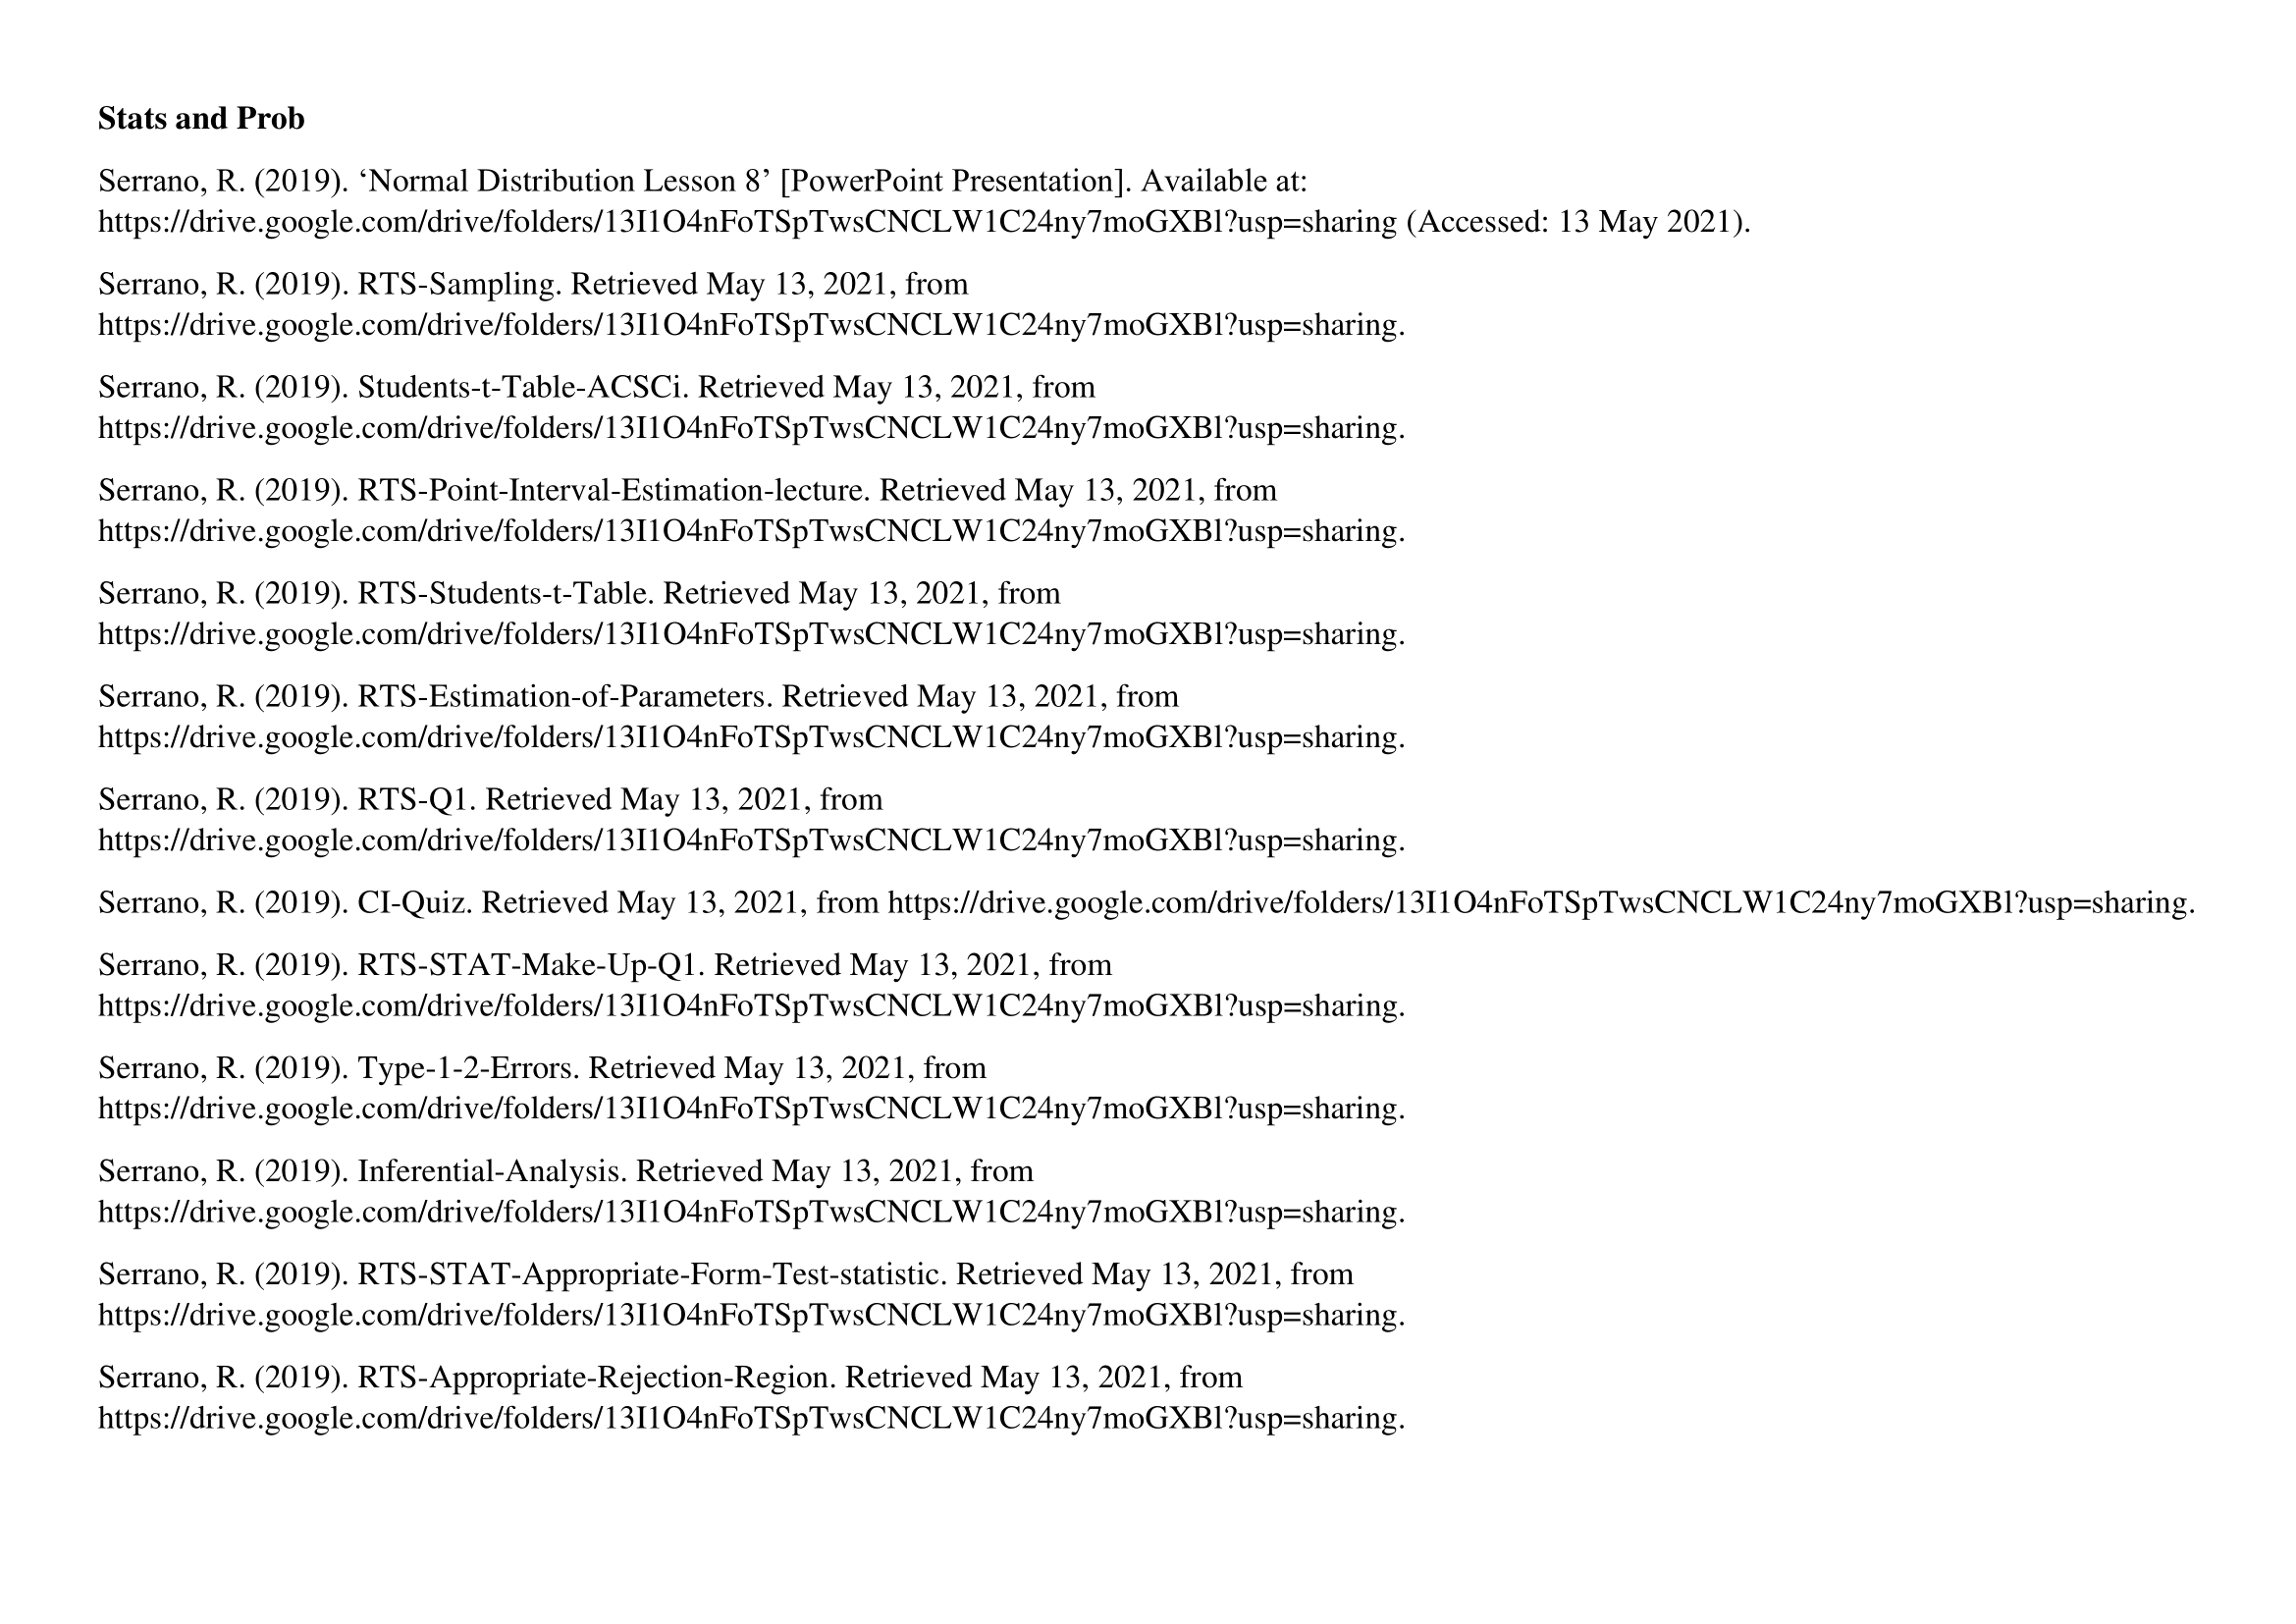 Stats and Prob
Serrano, R. (2019). ‘Normal Distribution Lesson 8’ [PowerPoint Presentation]. Available at:
https://drive.google.com/drive/folders/13I1O4nFoTSpTwsCNCLW1C24ny7moGXBl?usp=sharing (Accessed: 13 May 2021).
Serrano, R. (2019). RTS-Sampling. Retrieved May 13, 2021, from
https://drive.google.com/drive/folders/13I1O4nFoTSpTwsCNCLW1C24ny7moGXBl?usp=sharing.
Serrano, R. (2019). Students-t-Table-ACSCi. Retrieved May 13, 2021, from
https://drive.google.com/drive/folders/13I1O4nFoTSpTwsCNCLW1C24ny7moGXBl?usp=sharing.
Serrano, R. (2019). RTS-Point-Interval-Estimation-lecture. Retrieved May 13, 2021, from
https://drive.google.com/drive/folders/13I1O4nFoTSpTwsCNCLW1C24ny7moGXBl?usp=sharing.
Serrano, R. (2019). RTS-Students-t-Table. Retrieved May 13, 2021, from
https://drive.google.com/drive/folders/13I1O4nFoTSpTwsCNCLW1C24ny7moGXBl?usp=sharing.
Serrano, R. (2019). RTS-Estimation-of-Parameters. Retrieved May 13, 2021, from
https://drive.google.com/drive/folders/13I1O4nFoTSpTwsCNCLW1C24ny7moGXBl?usp=sharing.
Serrano, R. (2019). RTS-Q1. Retrieved May 13, 2021, from
https://drive.google.com/drive/folders/13I1O4nFoTSpTwsCNCLW1C24ny7moGXBl?usp=sharing.
Serrano, R. (2019). CI-Quiz. Retrieved May 13, 2021, from https://drive.google.com/drive/folders/13I1O4nFoTSpTwsCNCLW1C24ny7moGXBl?usp=sharing.
Serrano, R. (2019). RTS-STAT-Make-Up-Q1. Retrieved May 13, 2021, from
https://drive.google.com/drive/folders/13I1O4nFoTSpTwsCNCLW1C24ny7moGXBl?usp=sharing.
Serrano, R. (2019). Type-1-2-Errors. Retrieved May 13, 2021, from
https://drive.google.com/drive/folders/13I1O4nFoTSpTwsCNCLW1C24ny7moGXBl?usp=sharing.
Serrano, R. (2019). Inferential-Analysis. Retrieved May 13, 2021, from
https://drive.google.com/drive/folders/13I1O4nFoTSpTwsCNCLW1C24ny7moGXBl?usp=sharing.
Serrano, R. (2019). RTS-STAT-Appropriate-Form-Test-statistic. Retrieved May 13, 2021, from
https://drive.google.com/drive/folders/13I1O4nFoTSpTwsCNCLW1C24ny7moGXBl?usp=sharing.
Serrano, R. (2019). RTS-Appropriate-Rejection-Region. Retrieved May 13, 2021, from
https://drive.google.com/drive/folders/13I1O4nFoTSpTwsCNCLW1C24ny7moGXBl?usp=sharing.